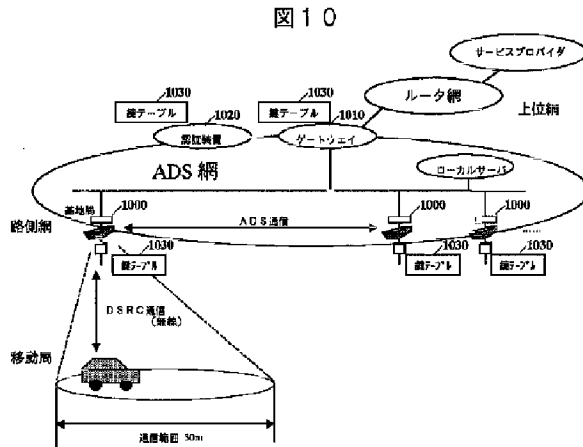 図10
サービスプロバイダ
1030
1030
鍵テーブル
1020
鍵テーブル
1010
ルータ網
上位網
認証装置
ゲートウェイ
ADS網
ローカルサーバ
基地局
1000
1000
1000
路側網
ACS通信
1030
鍵テーブル
1030
鍵テーブル
1030
鍵テーブル
DSRC通信
(無線)
移動局
通信範囲 30m